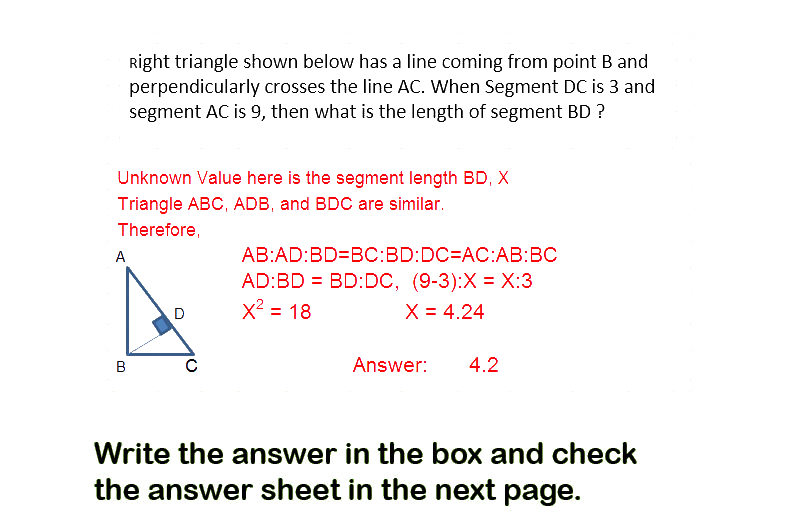 Right triangle shown below has a line coming from point B and
perpendicularly crosses the line AC. When Segment DC is 3 and
segment AC is 9, then what is the length of segment BD ?
Unknown Value here is the segment length BD, X
Triangle ABC, ADB, and BDC are similar.
Therefore,
A
AB:AD:BD=BC:BD:DC=AC:AB:BC
AD:BD = BD:DC, (9-3):X = X:3
D
X² = 18 X = 4.24
B
C
Answer: 4.2
Write the answer in the box and check
the answer sheet in the next page.